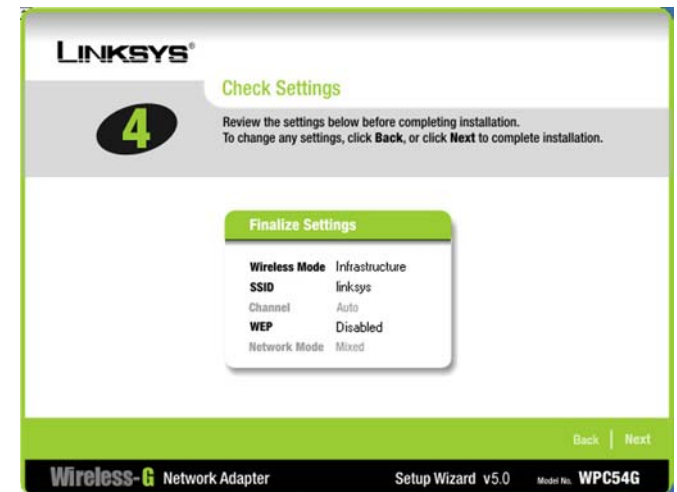 LINKSYS®
Check Settings
4
Review the settings below before completing installation.
To change any settings, click Back, or click Next to complete installation.
Finalize Settings
Wireless Mode Infrastructure
SSID linksys
Channel Auto
WEP Disabled
Network Mode Mixed
Back | Next
Wireless-G Network Adapter Setup Wizard v5.0 Model No. WPC54G